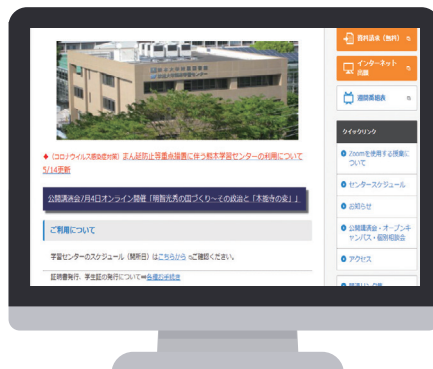 ◆（コロナウイルス感染症対策）まん延防止等重点措置に伴う熊本学習センターの利用について
5/14更新
公開講演会7月4日オンライン開催「明智光秀の国づくり～その政治と「本能寺の変」」
ご利用について
学習センターのスケジュール（開所日）はこちらから ご確認ください。
証明書発行、学生証の発行について⇒各種お手続き
資料請求（無料）
インターネット
出願
週間番組表
クイックリンク
Zoomを使用する授業に
ついて
センタースケジュール
お知らせ
公開講演会・オープンキ
ャンパス・個別相談会
アクセス